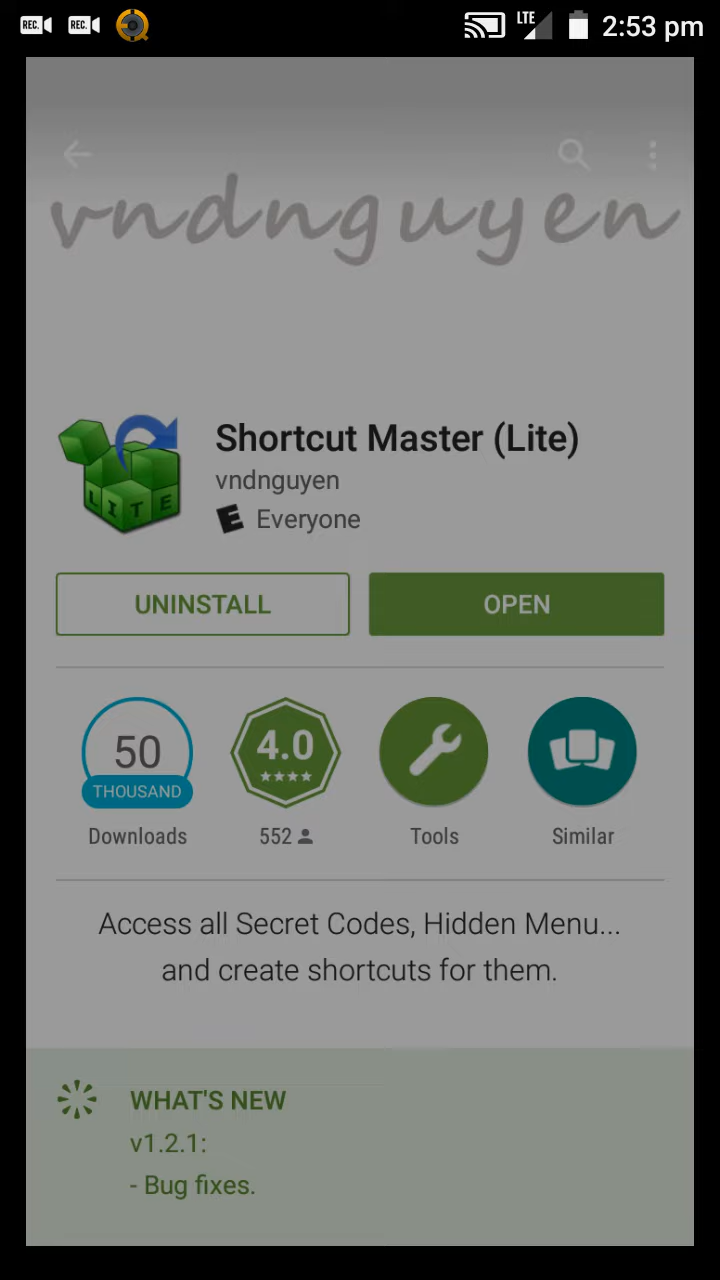 REC. REC. LTE 2:53 pm
vndnguyen
Shortcut Master (Lite)
vndnguyen
E Everyone
LITE
UNINSTALL OPEN
50 4.0
THOUSAND
Downloads 552 Tools Similar
Access all Secret Codes, Hidden Menu...
and create shortcuts for them.
WHAT'S NEW
v1.2.1:
- Bug fixes.